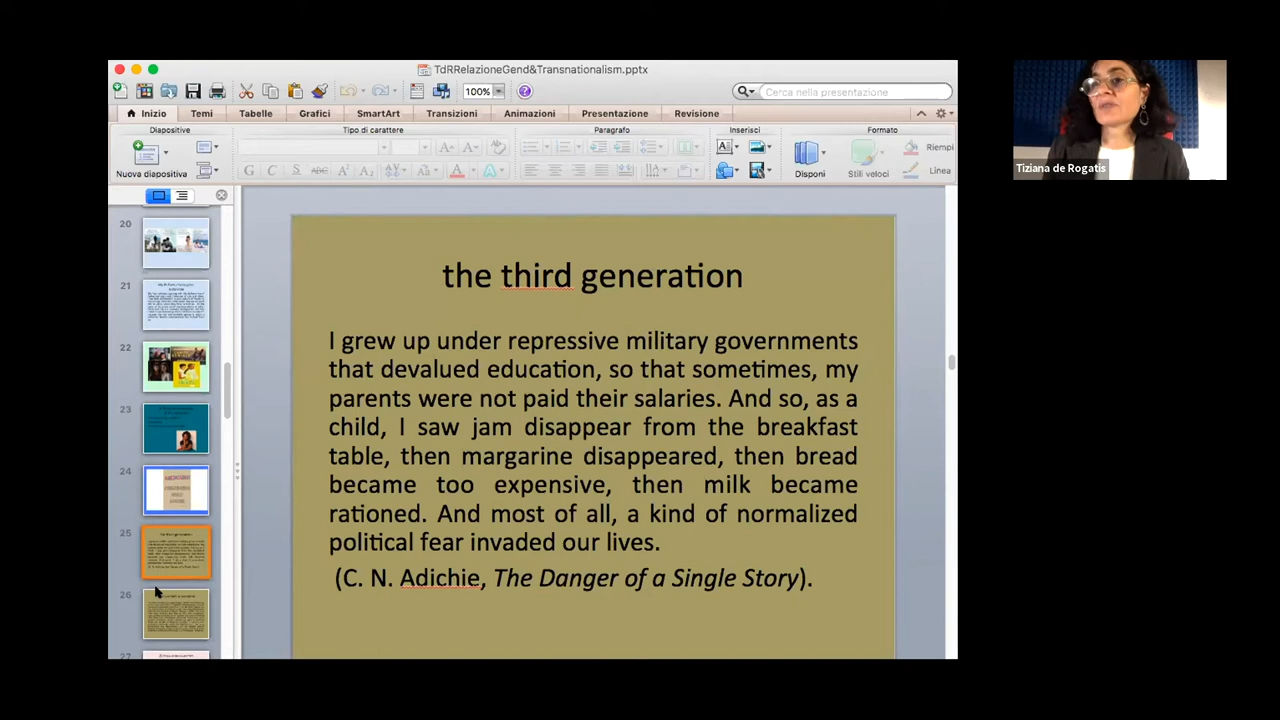 TdRRelazioneGend&Transnationalism.pptx
100%
Cerca nella presentazione
Inizio
Temi
Tabelle
Grafici
SmartArt
Transizioni
Animazioni
Presentazione
Revisione
Diapositive
Tipo di carattere
Paragrafo
Inserisci
Formato
Nuova diapositiva
Disponi
Stili veloci
Riempi
Linea
20
21
22
23
24
25
26
the third generation
I grew up under repressive military governments
that devalued education, so that sometimes, my
parents were not paid their salaries. And so, as a
child, I saw jam disappear from the breakfast
table, then margarine disappeared, then bread
became too expensive, then milk became
rationed. And most of all, a kind of normalized
political fear invaded our lives.
(C. N. Adichie, The Danger of a Single Story).
Tiziana de Rogatis